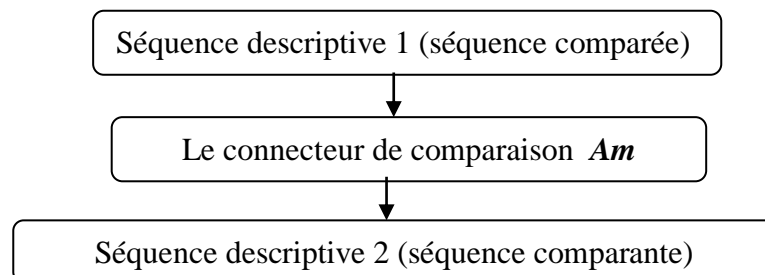 Séquence descriptive 1 (séquence comparée)
Le connecteur de comparaison Am
Séquence descriptive 2 (séquence comparante)